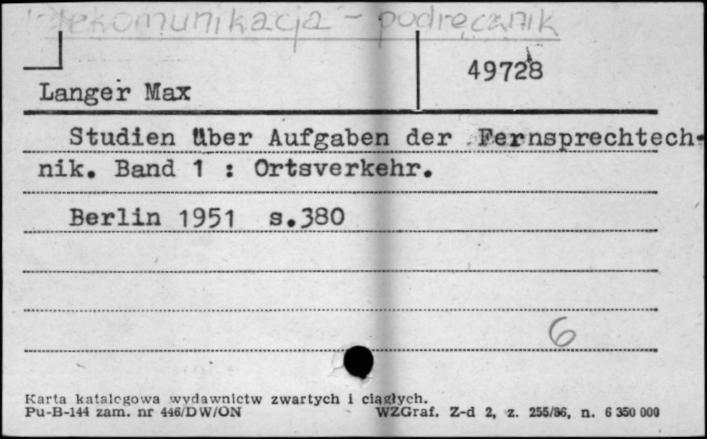 Telekomunikacja - podręcznik
49728
Langer Max
Studien über Aufgaben der Fernsprechtech-
nik. Band 1 : Ortsverkehr.
Berlin 1951 s.380
6
Karta katalogowa wydawnictw zwartych i ciągłych.
Pu-B-144 zam. nr 446/DW/ON WZGraf. Z-d 2, z. 255/86, n. 6 350 000